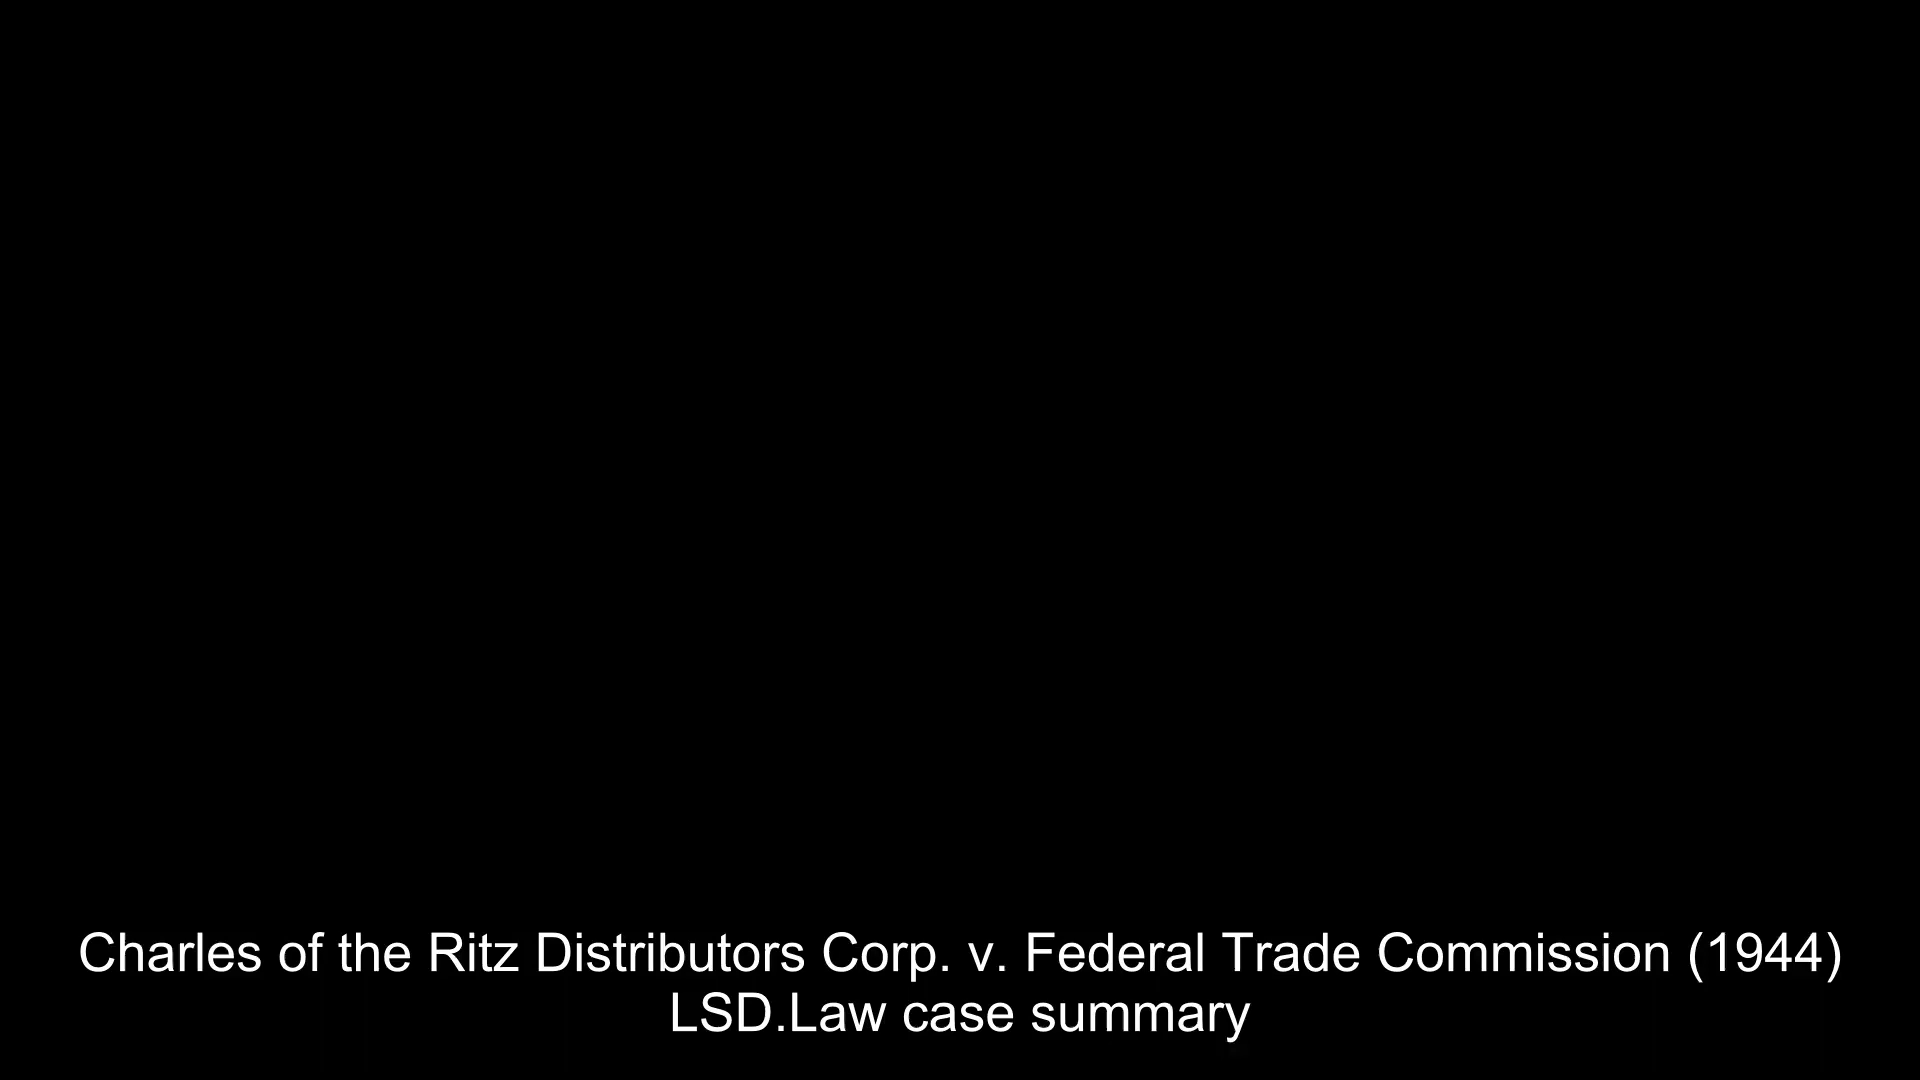 Charles of the Ritz Distributors Corp. v. Federal Trade Commission (1944)
LSD.Law case summary